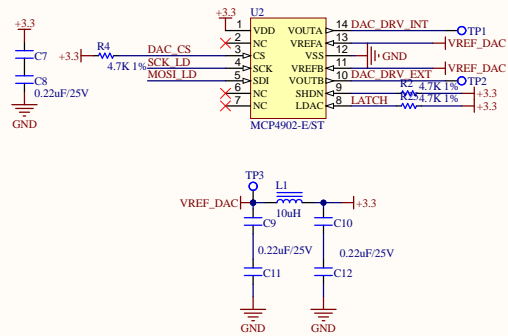 +3.3
U2
1 VDD VOUTA 14 DAC_DRV_INT TP1
2 NC VREFA 13 VREF_DAC
C7 +3.3 R4 4.7K 1% DAC_CS 3 CS VSS 12 GND
SCK_LD 4 SCK VREFB 11 VREF_DAC
C8 MOSI_LD 5 SDI VOUTB 10 DAC_DRV_EXT TP2
0.22uF/25V 6 NC SHDN 9 R2 4.7K 1% +3.3
7 NC LDAC 8 LATCH R23 4.7K 1% +3.3
GND MCP4902-E/ST
TP3
L1
VREF_DAC 10uH +3.3
C9 C10
0.22uF/25V 0.22uF/25V
C11 C12
GND GND